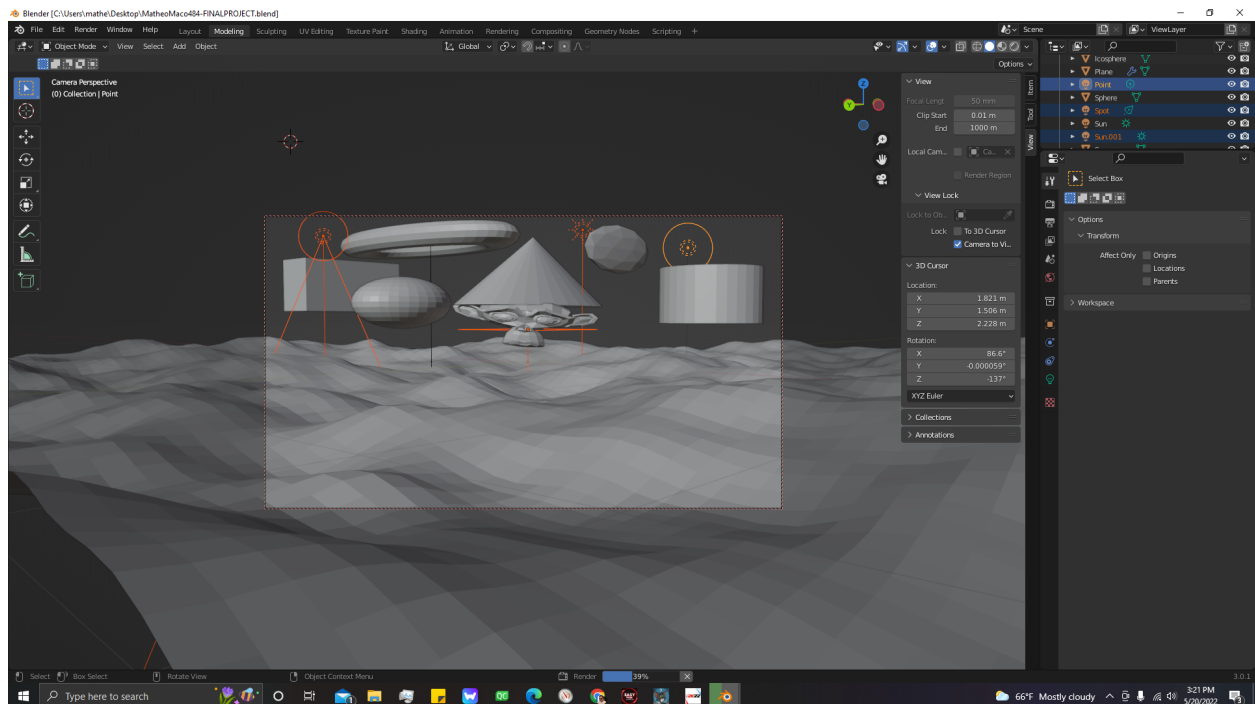 Blender [C:\Users\mathe\Desktop\MatheoMaco484-FINALPROJECT.blend]
File Edit Render Window Help Layout Modeling Sculpting UV Editing Texture Paint Shading Animation Rendering Compositing Geometry Nodes Scripting + Scene ViewLayer
Object Mode View Select Add Object Global
Options
Camera Perspective
(0) Collection | Point
View
Focal Lengt 50 mm
Clip Start 0.01 m
End 1000 m
Local Cam... Ca...
Render Region
View Lock
Lock to Ob...
Lock To 3D Cursor
Camera to Vi...
3D Cursor
Location:
X 1.821 m
Y 1.506 m
Z 2.228 m
Rotation:
X 86.6°
Y -0.000059°
Z -137°
XYZ Euler
Collections
Annotations
Item
Tool
View
X
Z
Y
Icosphere
Plane
Point
Sphere
Spot
Sun
Sun.001
Select Box
Options
Transform
Affect Only Origins
Locations
Parents
Workspace
Select Box Select Rotate View Object Context Menu Render 39% 3.0.1
Type here to search QC 66°F Mostly cloudy 3:21 PM
5/20/2022